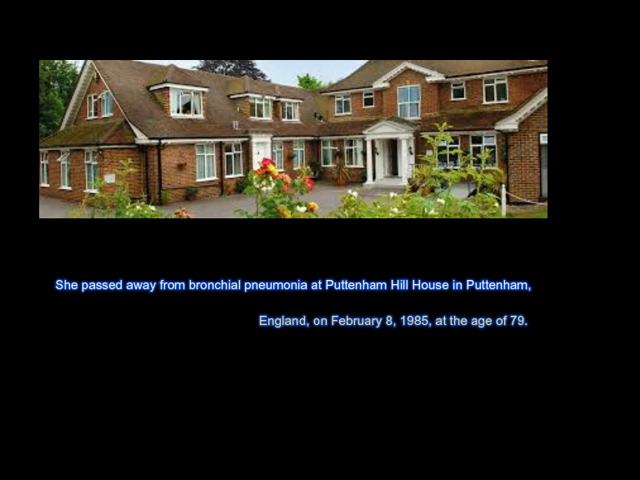 She passed away from bronchial pneumonia at Puttenham Hill House in Puttenham,
England, on February 8, 1985, at the age of 79.